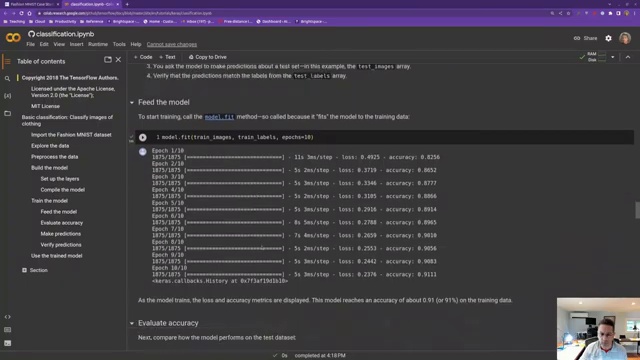 Fashion MNIST Case Stud
classification.ipynb
classification.ipynb
File Edit View Insert Runtime Tools Help Cannot save changes
Share
RAM
Disk
Table of contents
+ Code + Text Copy to Drive
Copyright 2018 The TensorFlow Authors.
Licensed under the Apache License, Version 2.0 (the "License");
MIT License
Basic classification: Classify images of clothing
Import the Fashion MNIST dataset
Explore the data
Preprocess the data
Build the model
Set up the layers
Compile the model
Train the model
Feed the model
Evaluate accuracy
Make predictions
Verify predictions
Use the trained model
Section
3. You ask the model to make predictions about a test set—in this example, the test_images array.
4. Verify that the predictions match the labels from the test_labels array.
Feed the model
To start training, call the model.fit method—so called because it "fits" the model to the training data:
1 model.fit(train_images, train_labels, epochs=10)
Epoch 1/10
1875/1875 [==============================] - 11s 3ms/step - loss: 0.4925 - accuracy: 0.8256
Epoch 2/10
1875/1875 [==============================] - 5s 2ms/step - loss: 0.3719 - accuracy: 0.8652
Epoch 3/10
1875/1875 [==============================] - 5s 3ms/step - loss: 0.3346 - accuracy: 0.8777
Epoch 4/10
1875/1875 [==============================] - 5s 2ms/step - loss: 0.3105 - accuracy: 0.8866
Epoch 5/10
1875/1875 [==============================] - 5s 3ms/step - loss: 0.2916 - accuracy: 0.8914
Epoch 6/10
1875/1875 [==============================] - 8s 5ms/step - loss: 0.2788 - accuracy: 0.8965
Epoch 7/10
1875/1875 [==============================] - 7s 4ms/step - loss: 0.2659 - accuracy: 0.9010
Epoch 8/10
1875/1875 [==============================] - 5s 2ms/step - loss: 0.2553 - accuracy: 0.9056
Epoch 9/10
1875/1875 [==============================] - 5s 3ms/step - loss: 0.2442 - accuracy: 0.9083
Epoch 10/10
1875/1875 [==============================] - 5s 3ms/step - loss: 0.2376 - accuracy: 0.9111
<keras.callbacks.History at 0x7f3af19d1b10>
As the model trains, the loss and accuracy metrics are displayed. This model reaches an accuracy of about 0.91 (or 91%) on the training data.
Evaluate accuracy
Next, compare how the model performs on the test dataset:
0s completed at 4:18 PM